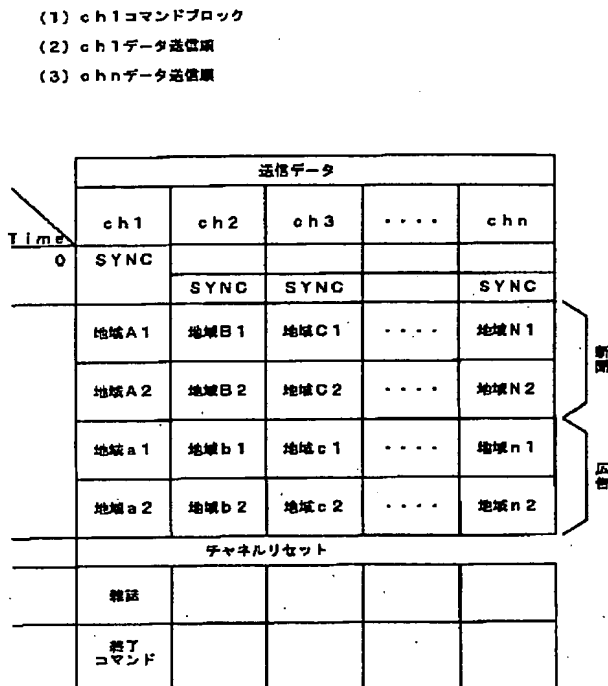 (1) ch1コマンドブロック
(2) ch1データ送信順
(3) chnデータ送信順
送信データ
Time ch1 ch2 ch3 ・・・・ chn
0 SYNC
SYNC SYNC SYNC
地域A1 地域B1 地域C1 ・・・・ 地域N1
地域A2 地域B2 地域C2 ・・・・ 地域N2
新聞
地域a1 地域b1 地域c1 ・・・・ 地域n1
地域a2 地域b2 地域c2 ・・・・ 地域n2
広告
チャネルリセット
雑誌
終了
コマンド